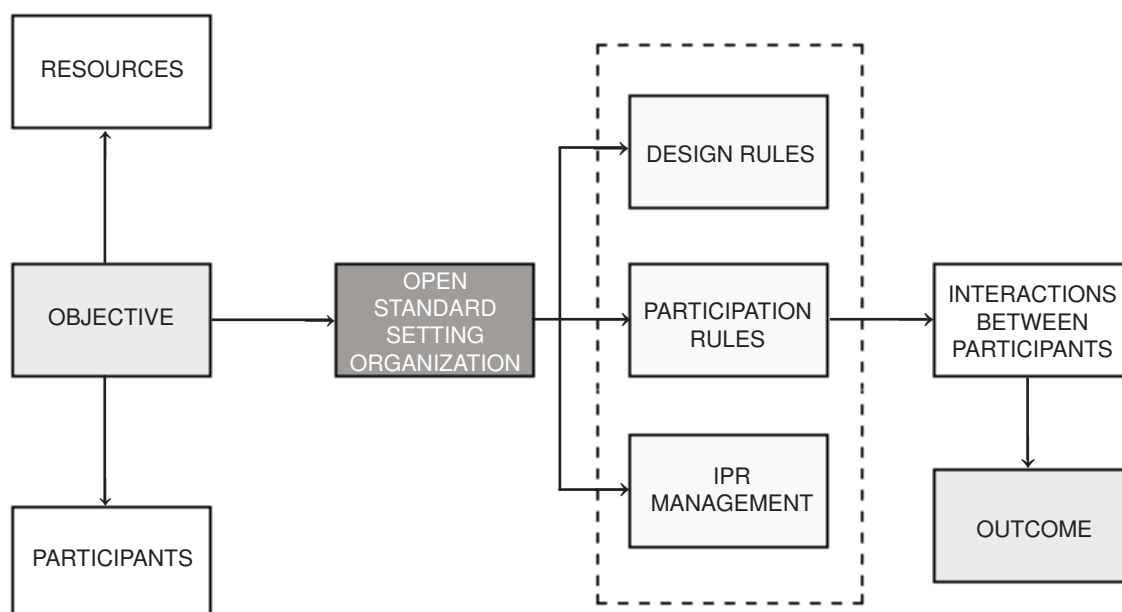 RESOURCES
OBJECTIVE
PARTICIPANTS
OPEN
STANDARD
SETTING
ORGANIZATION
DESIGN RULES
PARTICIPATION
RULES
IPR
MANAGEMENT
INTERACTIONS
BETWEEN
PARTICIPANTS
OUTCOME